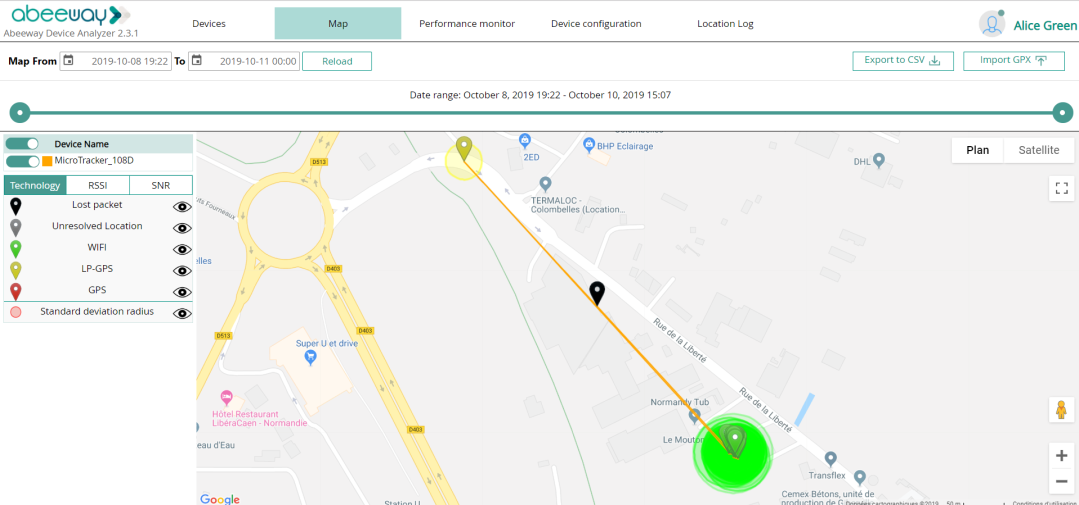 abeeway
Abeeway Device Analyzer 2.3.1
Devices
Map
Performance monitor
Device configuration
Location Log
Alice Green
Map From 2019-10-08 19:22 To 2019-10-11 00:00 Reload
Export to CSV
Import GPX
Date range: October 8, 2019 19:22 - October 10, 2019 15:07
Device Name
MicroTracker_108D
Technology RSSI SNR
Lost packet
Unresolved Location
WIFI
LP-GPS
GPS
Standard deviation radius
Plan Satellite
D513
2ED
Colombelles
BHP Eclairage
DHL
TERMALOC -
Colombelles (Location...
ts Fourneaux
elles
D403
D513
D403
Super U et drive
Rue de la Liberté
Rue de la Liberté
Hôtel Restaurant
LibéraCaen - Normandie
Normandy Tub
D403
Le Mouton
eau d'Eau
Transflex
Cemex Bétons, unité de
production de G
Google
Station U
Données cartographiques ©2019
50 m
Conditions d'utilisation